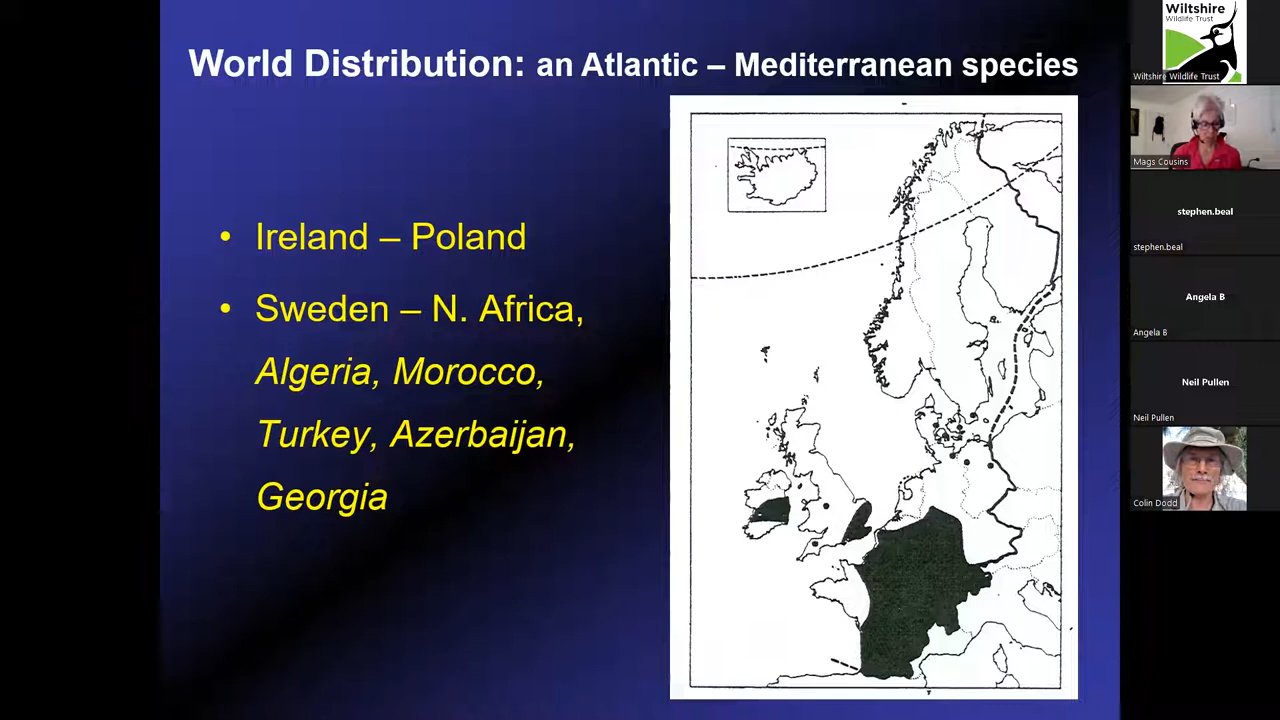 World Distribution: an Atlantic – Mediterranean species
• Ireland – Poland
• Sweden – N. Africa,
Algeria, Morocco,
Turkey, Azerbaijan,
Georgia
Wiltshire
Wildlife Trust
Wiltshire Wildlife Trust
Mags Cousins
stephen.beal
stephen.beal
Angela B
Angela B
Neil Pullen
Neil Pullen
Colin Dodd